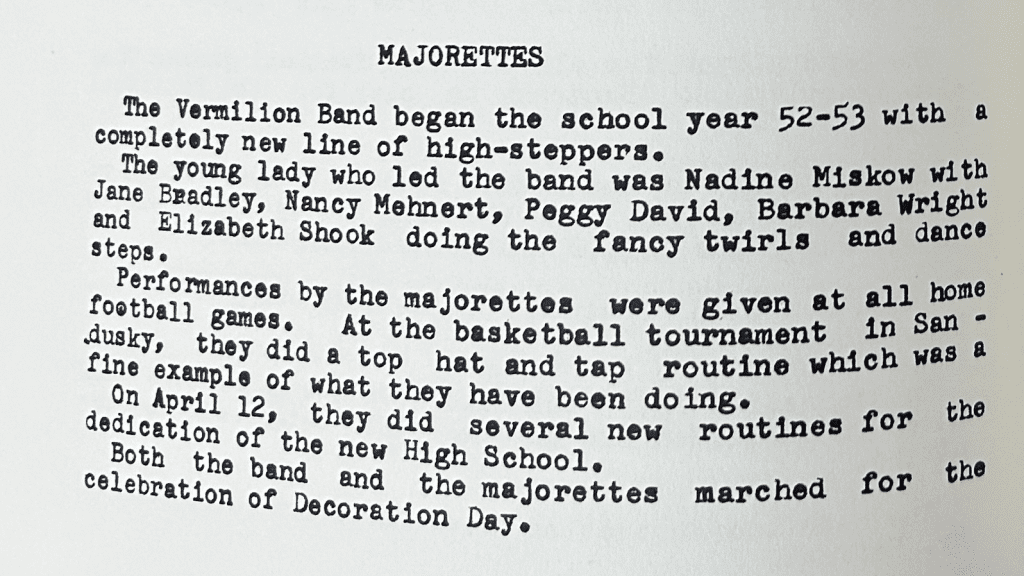 MAJORETTES
The Vermilion Band began the school year 52-53 with a
completely new line of high-steppers.
The young lady who led the band was Nadine Miskow with
Jane Bradley, Nancy Mehnert, Peggy David, Barbara Wright
and Elizabeth Shook doing the fancy twirls and dance
steps.
Performances by the majorettes were given at all home
football games. At the basketball tournament in San-
dusky, they did a top hat and tap routine which was a
fine example of what they have been doing.
On April 12, they did several new routines for the
dedication of the new High School.
Both the band and the majorettes marched for the
celebration of Decoration Day.